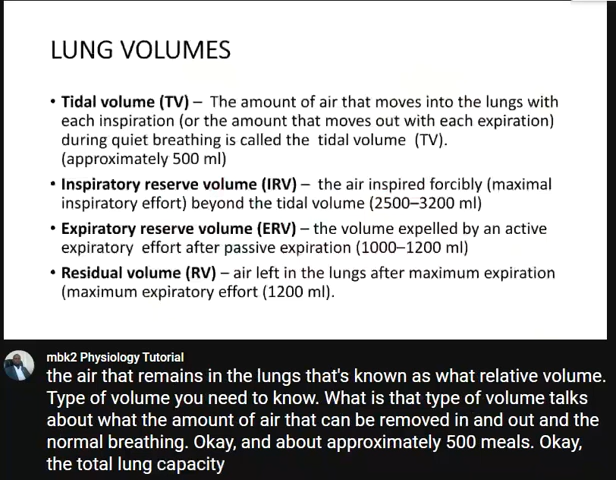 LUNG VOLUMES
• Tidal volume (TV) – The amount of air that moves into the lungs with
each inspiration (or the amount that moves out with each expiration)
during quiet breathing is called the tidal volume (TV).
(approximately 500 ml)
• Inspiratory reserve volume (IRV) – the air inspired forcibly (maximal
inspiratory effort) beyond the tidal volume (2500–3200 ml)
• Expiratory reserve volume (ERV) – the volume expelled by an active
expiratory effort after passive expiration (1000–1200 ml)
• Residual volume (RV) – air left in the lungs after maximum expiration
(maximum expiratory effort (1200 ml).
mbk2 Physiology Tutorial
the air that remains in the lungs that's known as what relative volume.
Type of volume you need to know. What is that type of volume talks
about what the amount of air that can be removed in and out and the
normal breathing. Okay, and about approximately 500 meals. Okay,
the total lung capacity